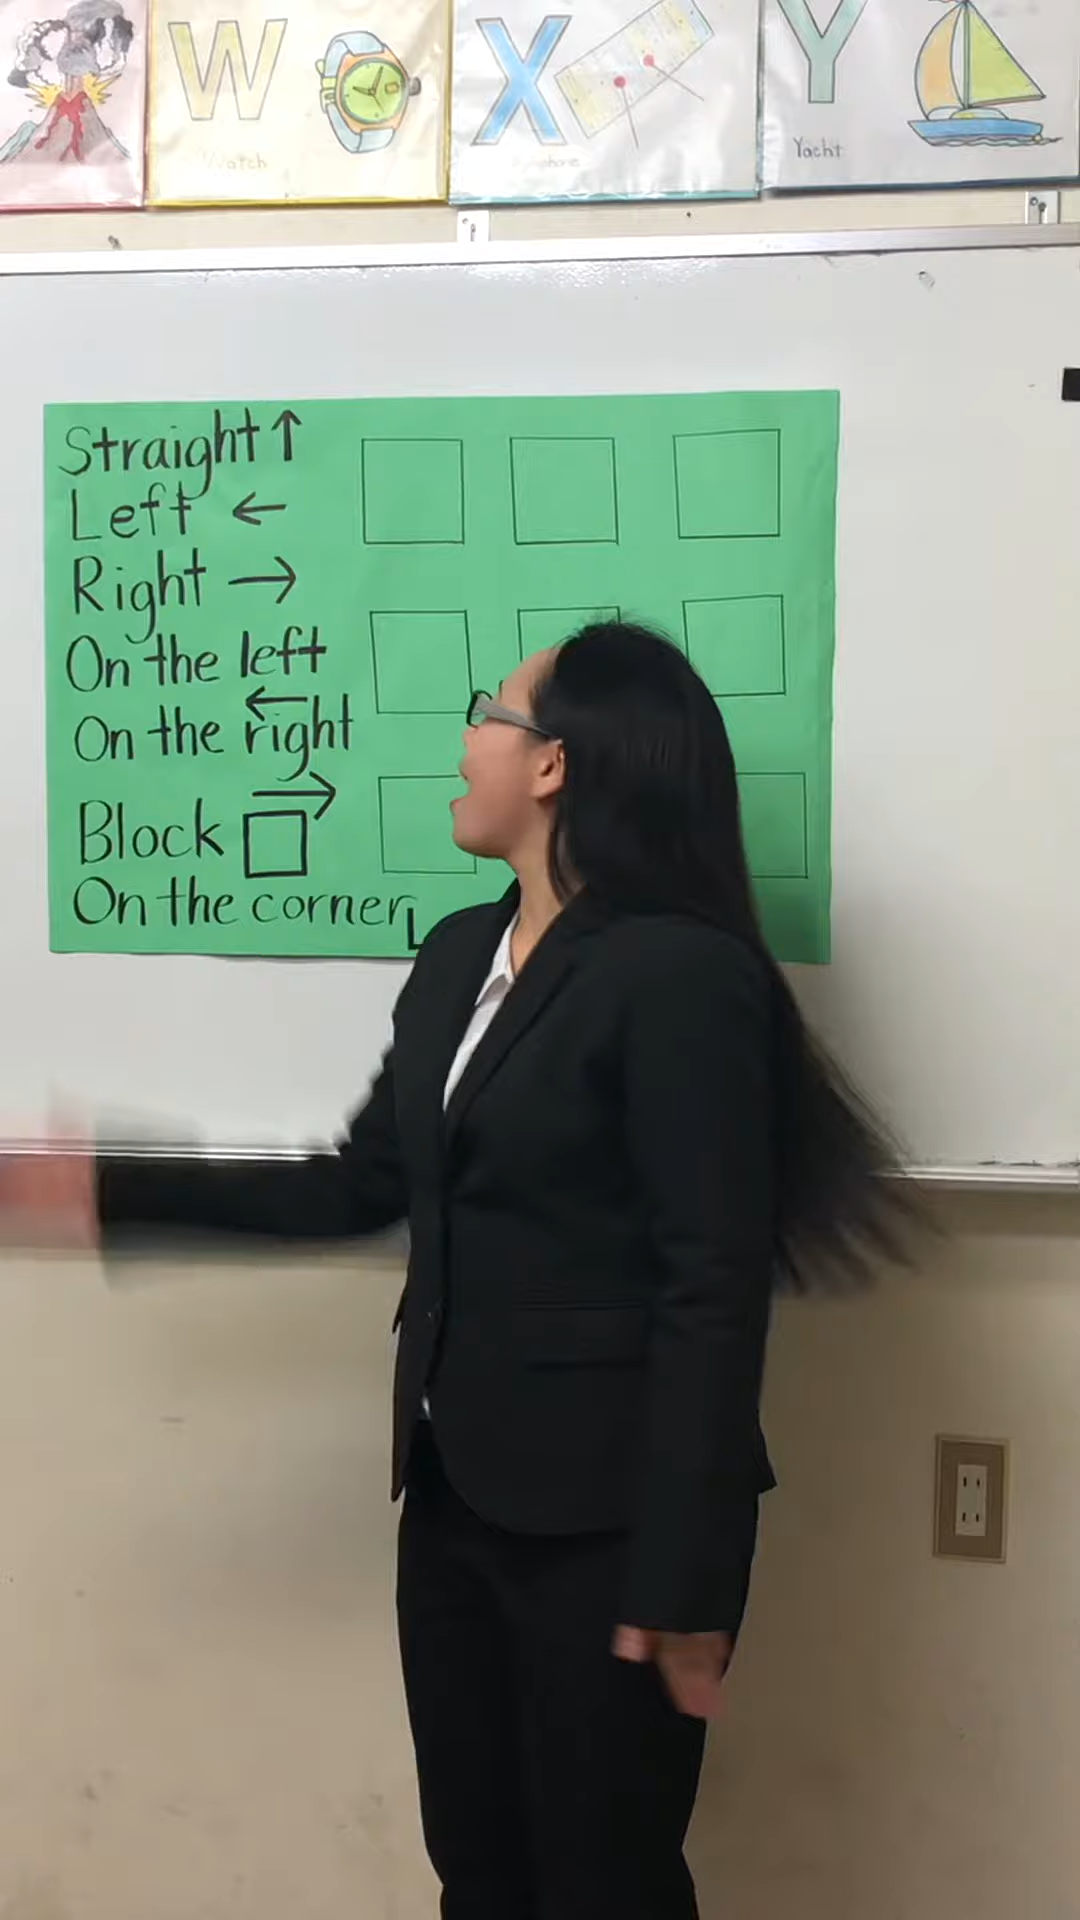 W
Watch
X
Y
Yacht
Straight ↑
Left ←
Right →
On the left
←
On the right
→
Block
On the corner